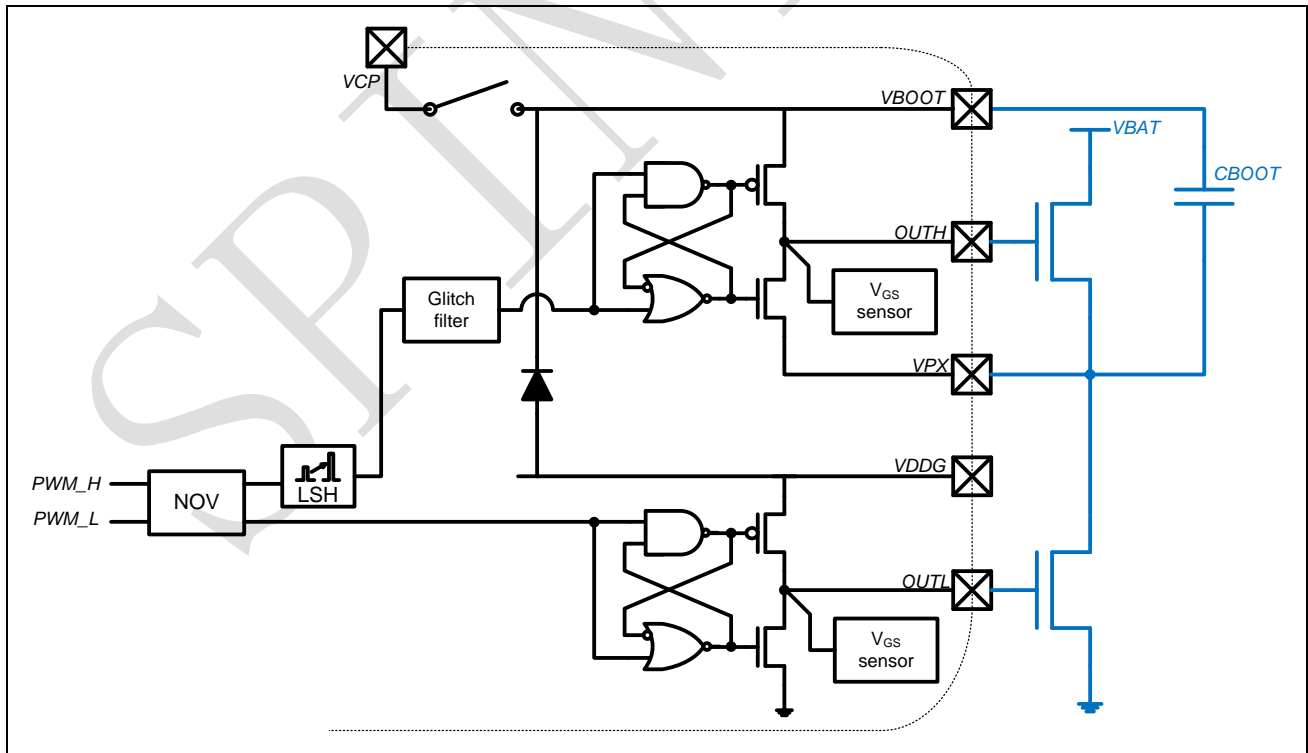 VCP
VBOOT
VBAT
CBOOT
OUTH
Glitch
filter
VGS
sensor
VPX
VDDG
PWM_H
NOV
LSH
PWM_L
OUTL
VGS
sensor
SPIN